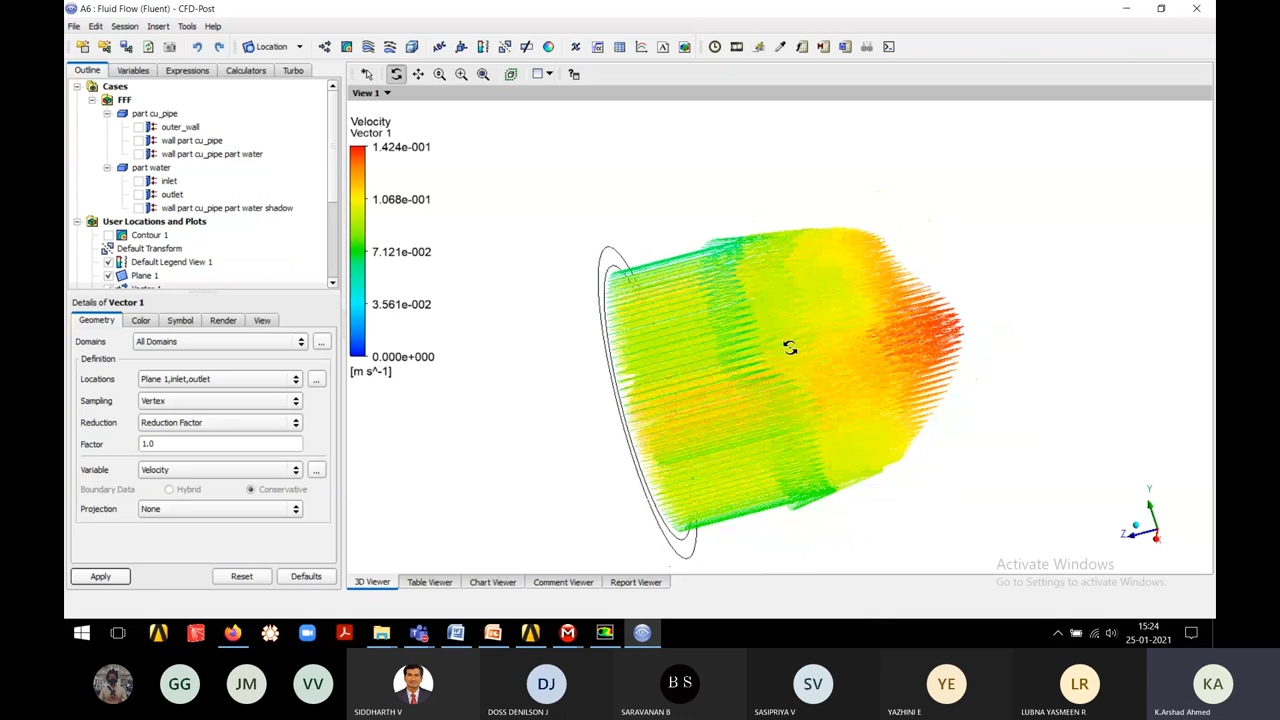 A6 : Fluid Flow (Fluent) - CFD-Post
File Edit Session Insert Tools Help
Location
Outline Variables Expressions Calculators Turbo
Cases
FFF
part cu_pipe
outer_wall
wall part cu_pipe
wall part cu_pipe part water
part water
inlet
outlet
wall part cu_pipe part water shadow
User Locations and Plots
Contour 1
Default Transform
Default Legend View 1
Plane 1
Details of Vector 1
Geometry Color Symbol Render View
Domains All Domains ...
Definition
Locations Plane 1,inlet,outlet ...
Sampling Vertex
Reduction Reduction Factor
Factor 1.0
Variable Velocity ...
Boundary Data Hybrid Conservative
Projection None
Apply Reset Defaults
View 1
Velocity
Vector 1
1.424e-001
1.068e-001
7.121e-002
3.561e-002
0.000e+000
[m s^-1]
Y
Z
X
Activate Windows
Go to Settings to activate Windows.
3D Viewer Table Viewer Chart Viewer Comment Viewer Report Viewer
15:24
25-01-2021
GG JM VV DJ B S SV YE LR KA
SIDDHARTH V DOSS DENILSON J SARAVANAN B SASIPRIYA V YAZHINI E LUBNA YASMEEN R K.Arshad Ahmed